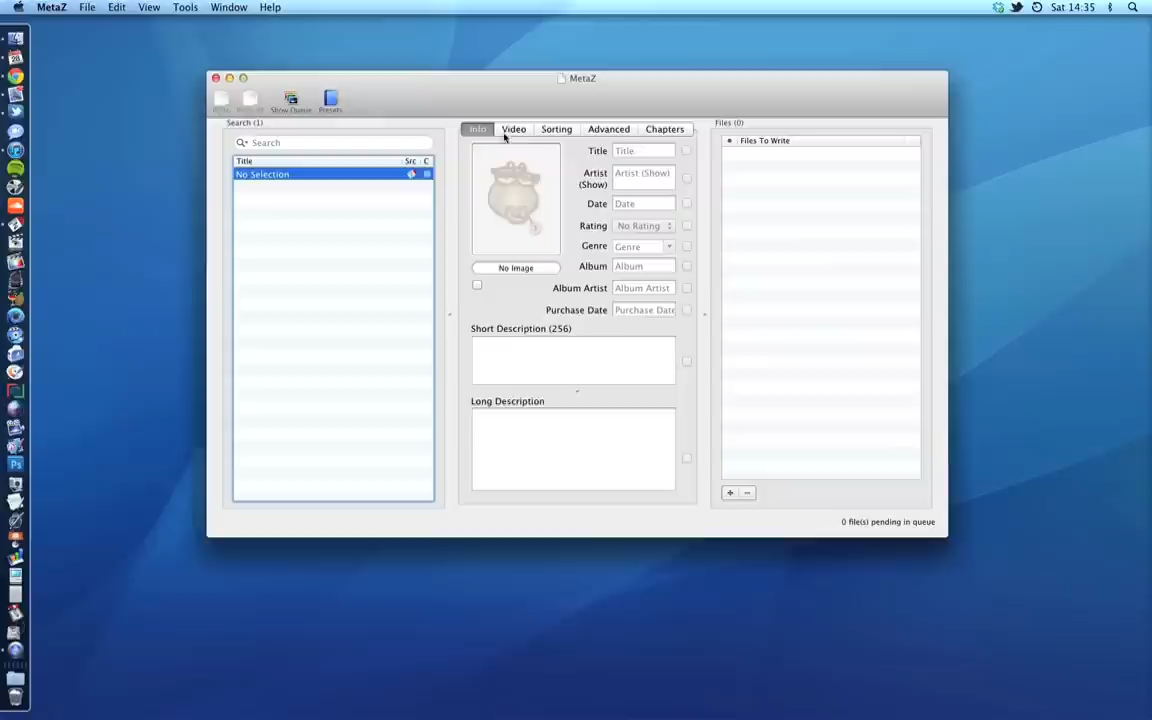 MetaZ File Edit View Tools Window Help Sat 14:35
MetaZ
Show Queue Presets
Search (1)
Info Video Sorting Advanced Chapters
Files (0)
Search
Files To Write
Title Src C
No Selection
Title Title
Artist (Show) Artist (Show)
Date Date
Rating No Rating
Genre Genre
No Image
Album Album
Album Artist Album Artist
Purchase Date Purchase Date
Short Description (256)
Long Description
+ −
0 file(s) pending in queue
Ps